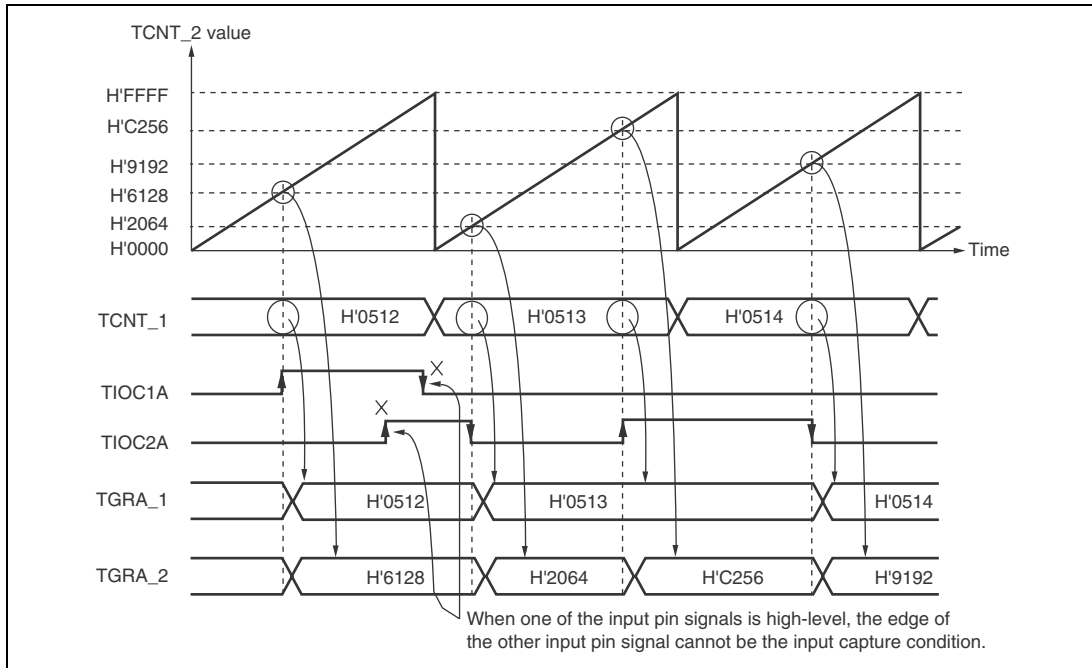 TCNT_2 value
H'FFFF
H'C256
H'9192
H'6128
H'2064
H'0000
Time
TCNT_1
H'0512
H'0513
H'0514
TIOC1A
X
X
TIOC2A
TGRA_1
H'0512
H'0513
H'0514
TGRA_2
H'6128
H'2064
H'C256
H'9192
When one of the input pin signals is high-level, the edge of
the other input pin signal cannot be the input capture condition.